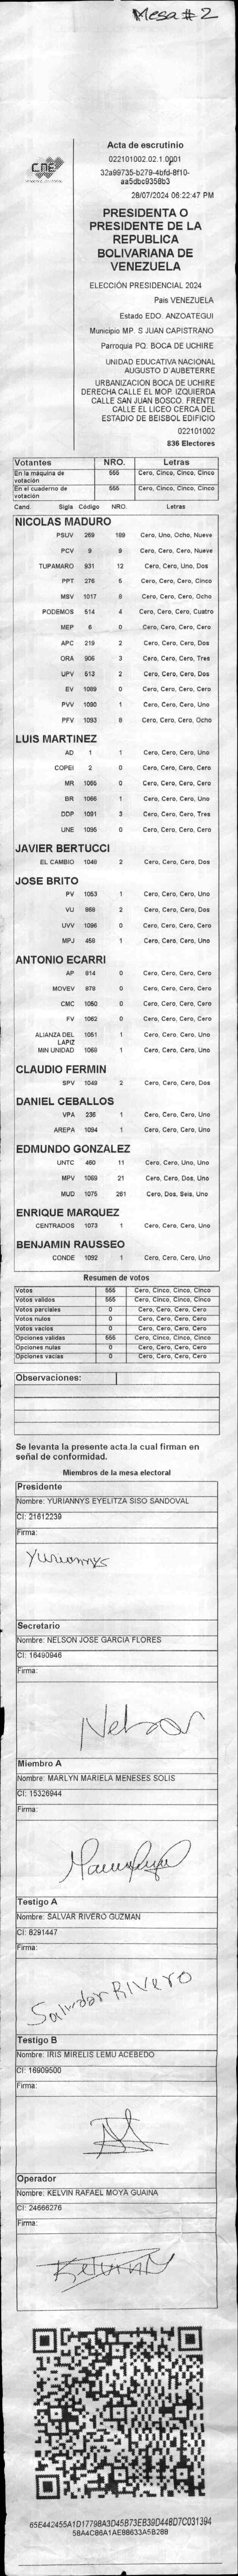 Mesa # 2
CNE
Acta de escrutinio
022101002.02.1.0001
32a99735-b279-4bfd-8f10-
aa5dbc9358b3
28/07/2024 06:22:47 PM
PRESIDENTA O
PRESIDENTE DE LA
REPUBLICA
BOLIVARIANA DE
VENEZUELA
ELECCIÓN PRESIDENCIAL 2024
Pais VENEZUELA
Estado EDO. ANZOATEGUI
Municipio MP. S JUAN CAPISTRANO
Parroquia PQ. BOCA DE UCHIRE
UNIDAD EDUCATIVA NACIONAL
AUGUSTO D´AUBETERRE
URBANIZACION BOCA DE UCHIRE
DERECHA CALLE EL MOP. IZQUIERDA
CALLE SAN JUAN BOSCO. FRENTE
CALLE EL LICEO CERCA DEL
ESTADIO DE BEISBOL EDIFICIO
022101002
836 Electores
Votantes NRO. Letras
En la máquina de votación 555 Cero, Cinco, Cinco, Cinco
En el cuaderno de votación 555 Cero, Cinco, Cinco, Cinco
Cand. Sigla Código NRO. Letras
NICOLAS MADURO
PSUV 269 189 Cero, Uno, Ocho, Nueve
PCV 9 9 Cero, Cero, Cero, Nueve
TUPAMARO 931 12 Cero, Cero, Uno, Dos
PPT 276 5 Cero, Cero, Cero, Cinco
MSV 1017 8 Cero, Cero, Cero, Ocho
PODEMOS 514 4 Cero, Cero, Cero, Cuatro
MEP 6 0 Cero, Cero, Cero, Cero
APC 219 2 Cero, Cero, Cero, Dos
ORA 906 3 Cero, Cero, Cero, Tres
UPV 513 2 Cero, Cero, Cero, Dos
EV 1089 0 Cero, Cero, Cero, Cero
PVV 1090 1 Cero, Cero, Cero, Uno
PFV 1093 8 Cero, Cero, Cero, Ocho
LUIS MARTINEZ
AD 1 1 Cero, Cero, Cero, Uno
COPEI 2 0 Cero, Cero, Cero, Cero
MR 1065 0 Cero, Cero, Cero, Cero
BR 1066 1 Cero, Cero, Cero, Uno
DDP 1091 3 Cero, Cero, Cero, Tres
UNE 1095 0 Cero, Cero, Cero, Cero
JAVIER BERTUCCI
EL CAMBIO 1048 2 Cero, Cero, Cero, Dos
JOSE BRITO
PV 1053 1 Cero, Cero, Cero, Uno
VU 868 2 Cero, Cero, Cero, Dos
UVV 1096 0 Cero, Cero, Cero, Cero
MPJ 458 1 Cero, Cero, Cero, Uno
ANTONIO ECARRI
AP 814 0 Cero, Cero, Cero, Cero
MOVEV 879 0 Cero, Cero, Cero, Cero
CMC 1050 0 Cero, Cero, Cero, Cero
FV 1062 0 Cero, Cero, Cero, Cero
ALIANZA DEL LAPIZ 1051 1 Cero, Cero, Cero, Uno
MIN UNIDAD 1068 1 Cero, Cero, Cero, Uno
CLAUDIO FERMIN
SPV 1049 2 Cero, Cero, Cero, Dos
DANIEL CEBALLOS
VPA 236 1 Cero, Cero, Cero, Uno
AREPA 1094 1 Cero, Cero, Cero, Uno
EDMUNDO GONZALEZ
UNTC 460 11 Cero, Cero, Uno, Uno
MPV 1069 21 Cero, Cero, Dos, Uno
MUD 1075 261 Cero, Dos, Seis, Uno
ENRIQUE MARQUEZ
CENTRADOS 1073 1 Cero, Cero, Cero, Uno
BENJAMIN RAUSSEO
CONDE 1092 1 Cero, Cero, Cero, Uno
Resumen de votos
Votos 555 Cero, Cinco, Cinco, Cinco
Votos validos 555 Cero, Cinco, Cinco, Cinco
Votos parciales 0 Cero, Cero, Cero, Cero
Votos nulos 0 Cero, Cero, Cero, Cero
Votos vacios 0 Cero, Cero, Cero, Cero
Opciones validas 555 Cero, Cinco, Cinco, Cinco
Opciones nulas 0 Cero, Cero, Cero, Cero
Opciones vacias 0 Cero, Cero, Cero, Cero
Observaciones:
Se levanta la presente acta,la cual firman en
señal de conformidad.
Miembros de la mesa electoral
Presidente
Nombre: YURIANNYS EYELITZA SISO SANDOVAL
CI: 21612239
Firma:
Yuriannys
Secretario
Nombre: NELSON JOSE GARCIA FLORES
CI: 16490946
Firma:
Nelson
Miembro A
Nombre: MARLYN MARIELA MENESES SOLIS
CI: 15326944
Firma:
Testigo A
Nombre: SALVAR RIVERO GUZMAN
CI: 8291447
Firma:
Salvador RIVERO
Testigo B
Nombre: IRIS MIRELIS LEMU ACEBEDO
CI: 16909500
Firma:
Operador
Nombre: KELVIN RAFAEL MOYA GUAINA
CI: 24666276
Firma:
65E442455A1D17798A3D45B73EB39D448D7C031394
58A4C86A1AE88633A5B288